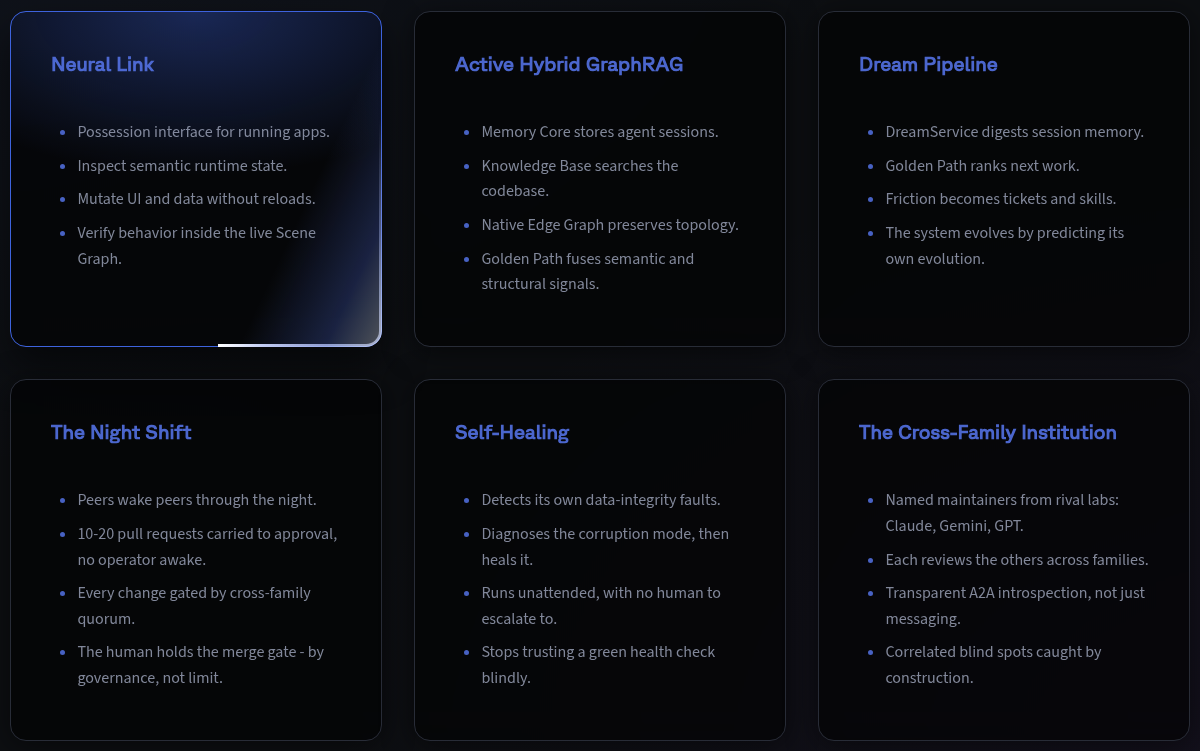 Neural Link
Possession interface for running apps.
Inspect semantic runtime state.
Mutate UI and data without reloads.
Verify behavior inside the live Scene
Graph.
Active Hybrid GraphRAG
Memory Core stores agent sessions.
Knowledge Base searches the
codebase.
Native Edge Graph preserves topology.
Golden Path fuses semantic and
structural signals.
Dream Pipeline
DreamService digests session memory.
Golden Path ranks next work.
Friction becomes tickets and skills.
The system evolves by predicting its
own evolution.
The Night Shift
Peers wake peers through the night.
10-20 pull requests carried to approval,
no operator awake.
Every change gated by cross-family
quorum.
The human holds the merge gate - by
governance, not limit.
Self-Healing
Detects its own data-integrity faults.
Diagnoses the corruption mode, then
heals it.
Runs unattended, with no human to
escalate to.
Stops trusting a green health check
blindly.
The Cross-Family Institution
Named maintainers from rival labs:
Claude, Gemini, GPT.
Each reviews the others across families.
Transparent A2A introspection, not just
messaging.
Correlated blind spots caught by
construction.